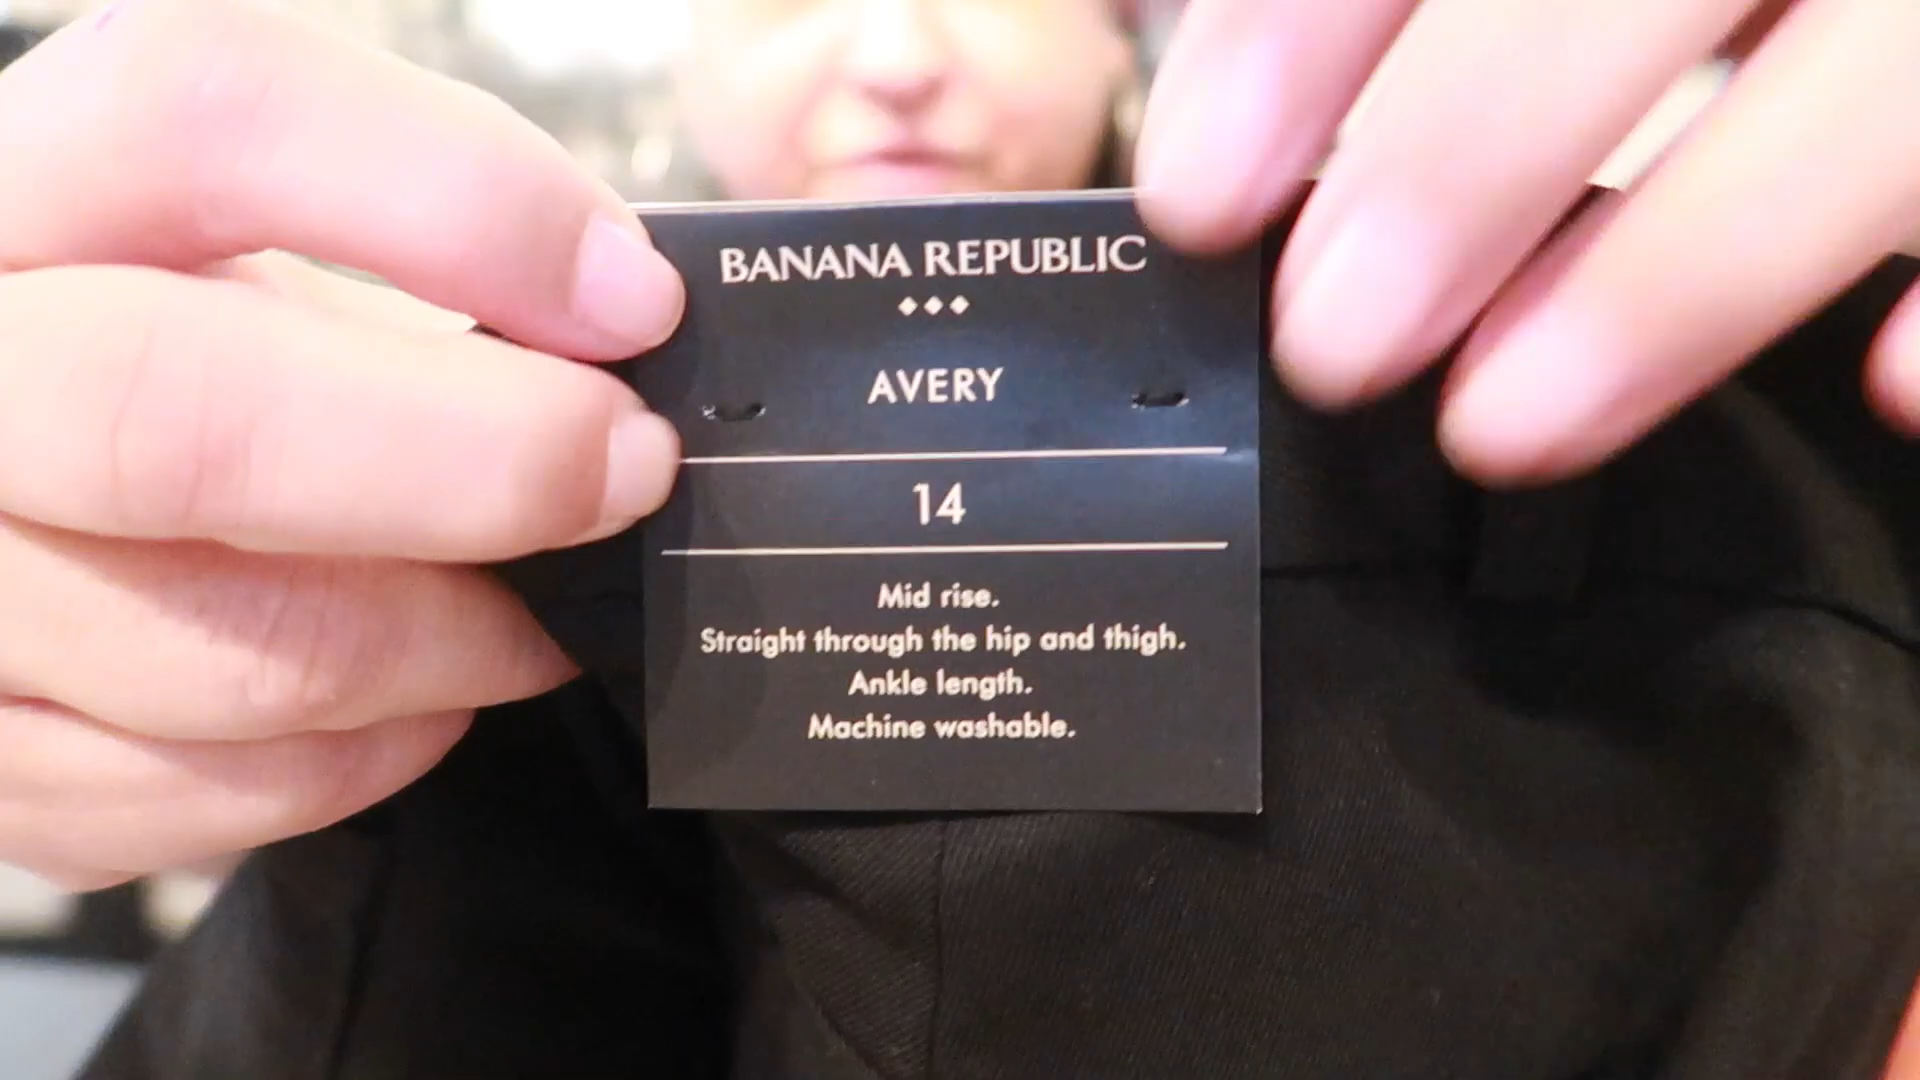 BANANA REPUBLIC
AVERY
14
Mid rise.
Straight through the hip and thigh.
Ankle length.
Machine washable.